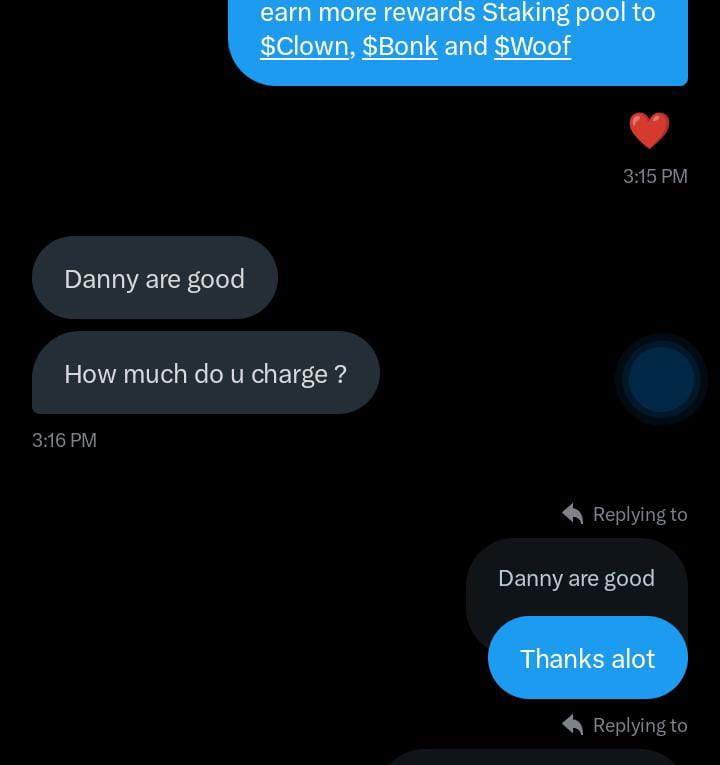 earn more rewards Staking pool to
$Clown, $Bonk and $Woof
3:15 PM
Danny are good
How much do u charge ?
3:16 PM
Replying to
Danny are good
Thanks alot
Replying to